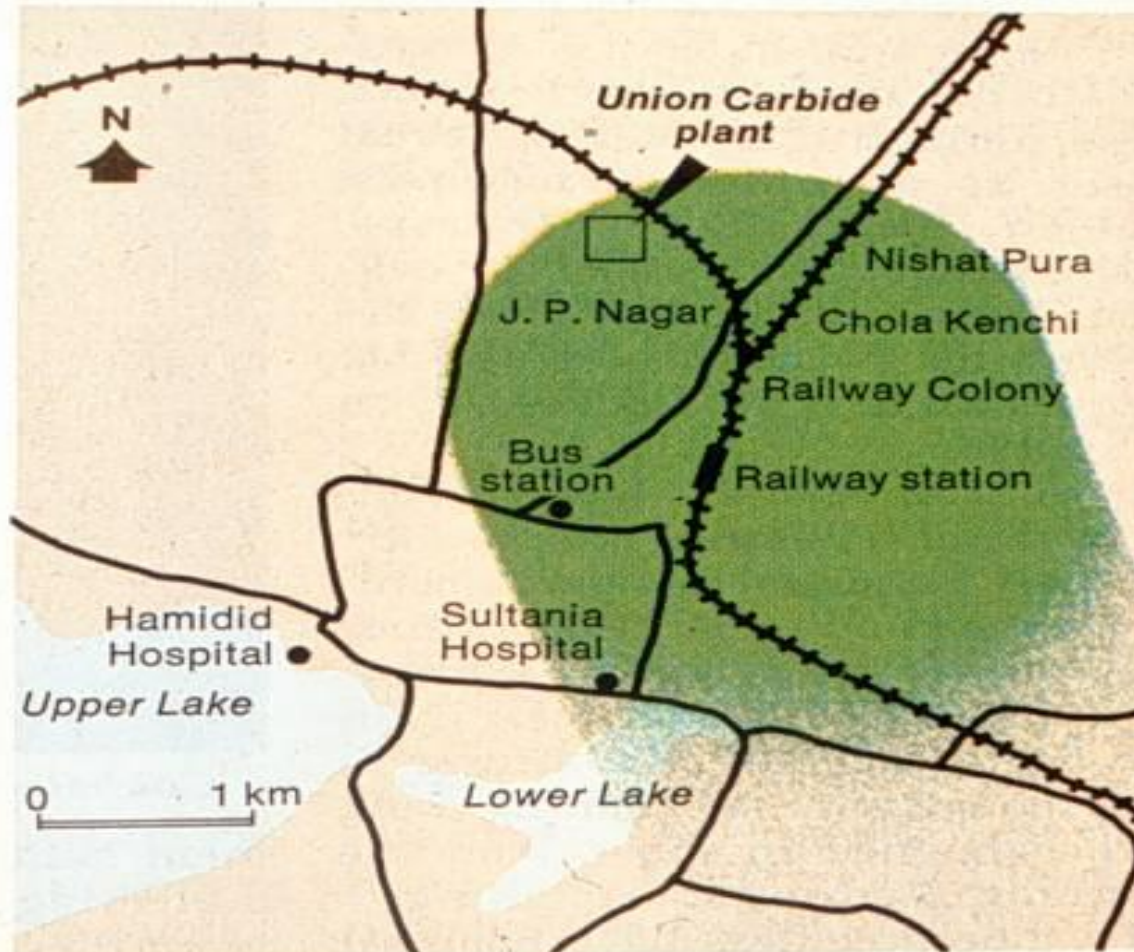 N
Union Carbide
plant
Nishat Pura
J. P. Nagar
Chola Kenchi
Railway Colony
Bus
station
Railway station
Hamidid
Hospital
Sultania
Hospital
Upper Lake
0 1 km
Lower Lake